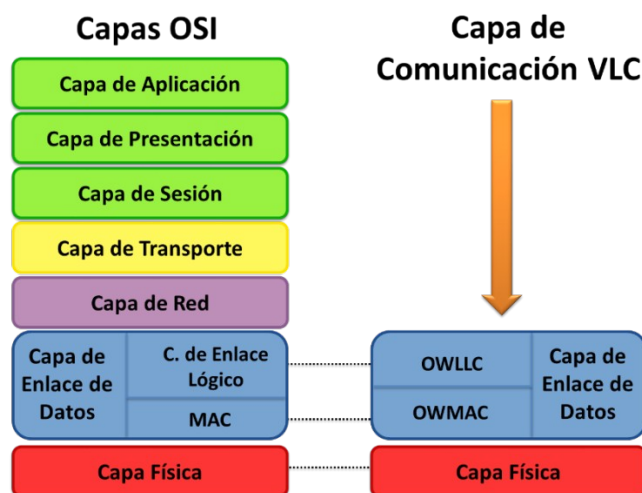 Capas OSI
Capa de Aplicación
Capa de Presentación
Capa de Sesión
Capa de Transporte
Capa de Red
Capa de
Enlace de
Datos
C. de Enlace
Lógico
MAC
Capa Física
Capa de
Comunicación VLC
OWLLC
OWMAC
Capa de
Enlace de
Datos
Capa Física